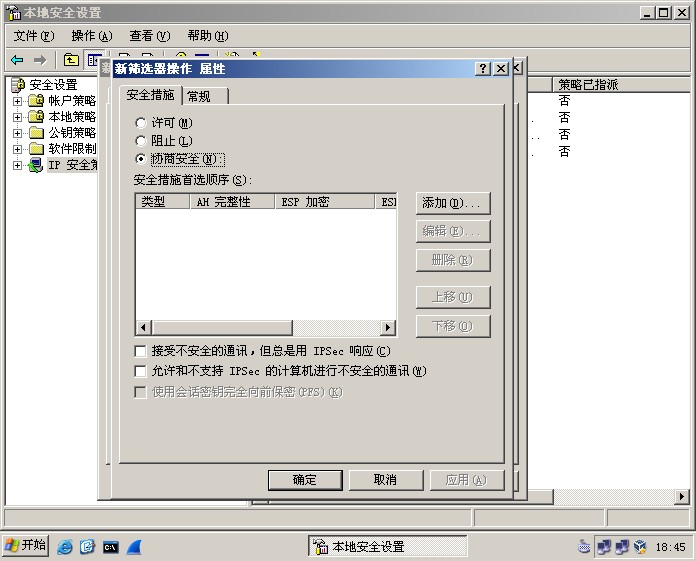 本地安全设置
文件(F) 操作(A) 查看(V) 帮助(H)
新筛选器操作 属性
安全设置
帐户策略
本地策略
公钥策略
软件限制
IP 安全策
策略已指派
否
否
否
否
安全措施 常规
许可(M)
阻止(L)
协商安全(N):
安全措施首选顺序(S):
类型 AH 完整性 ESP 加密 ESI
添加(D)...
编辑(E)...
删除(R)
上移(U)
下移(O)
接受不安全的通讯，但总是用 IPSec 响应(C)
允许和不支持 IPSec 的计算机进行不安全的通讯(W)
使用会话密钥完全向前保密(PFS)(K)
确定 取消 应用(A)
开始 本地安全设置 18:45